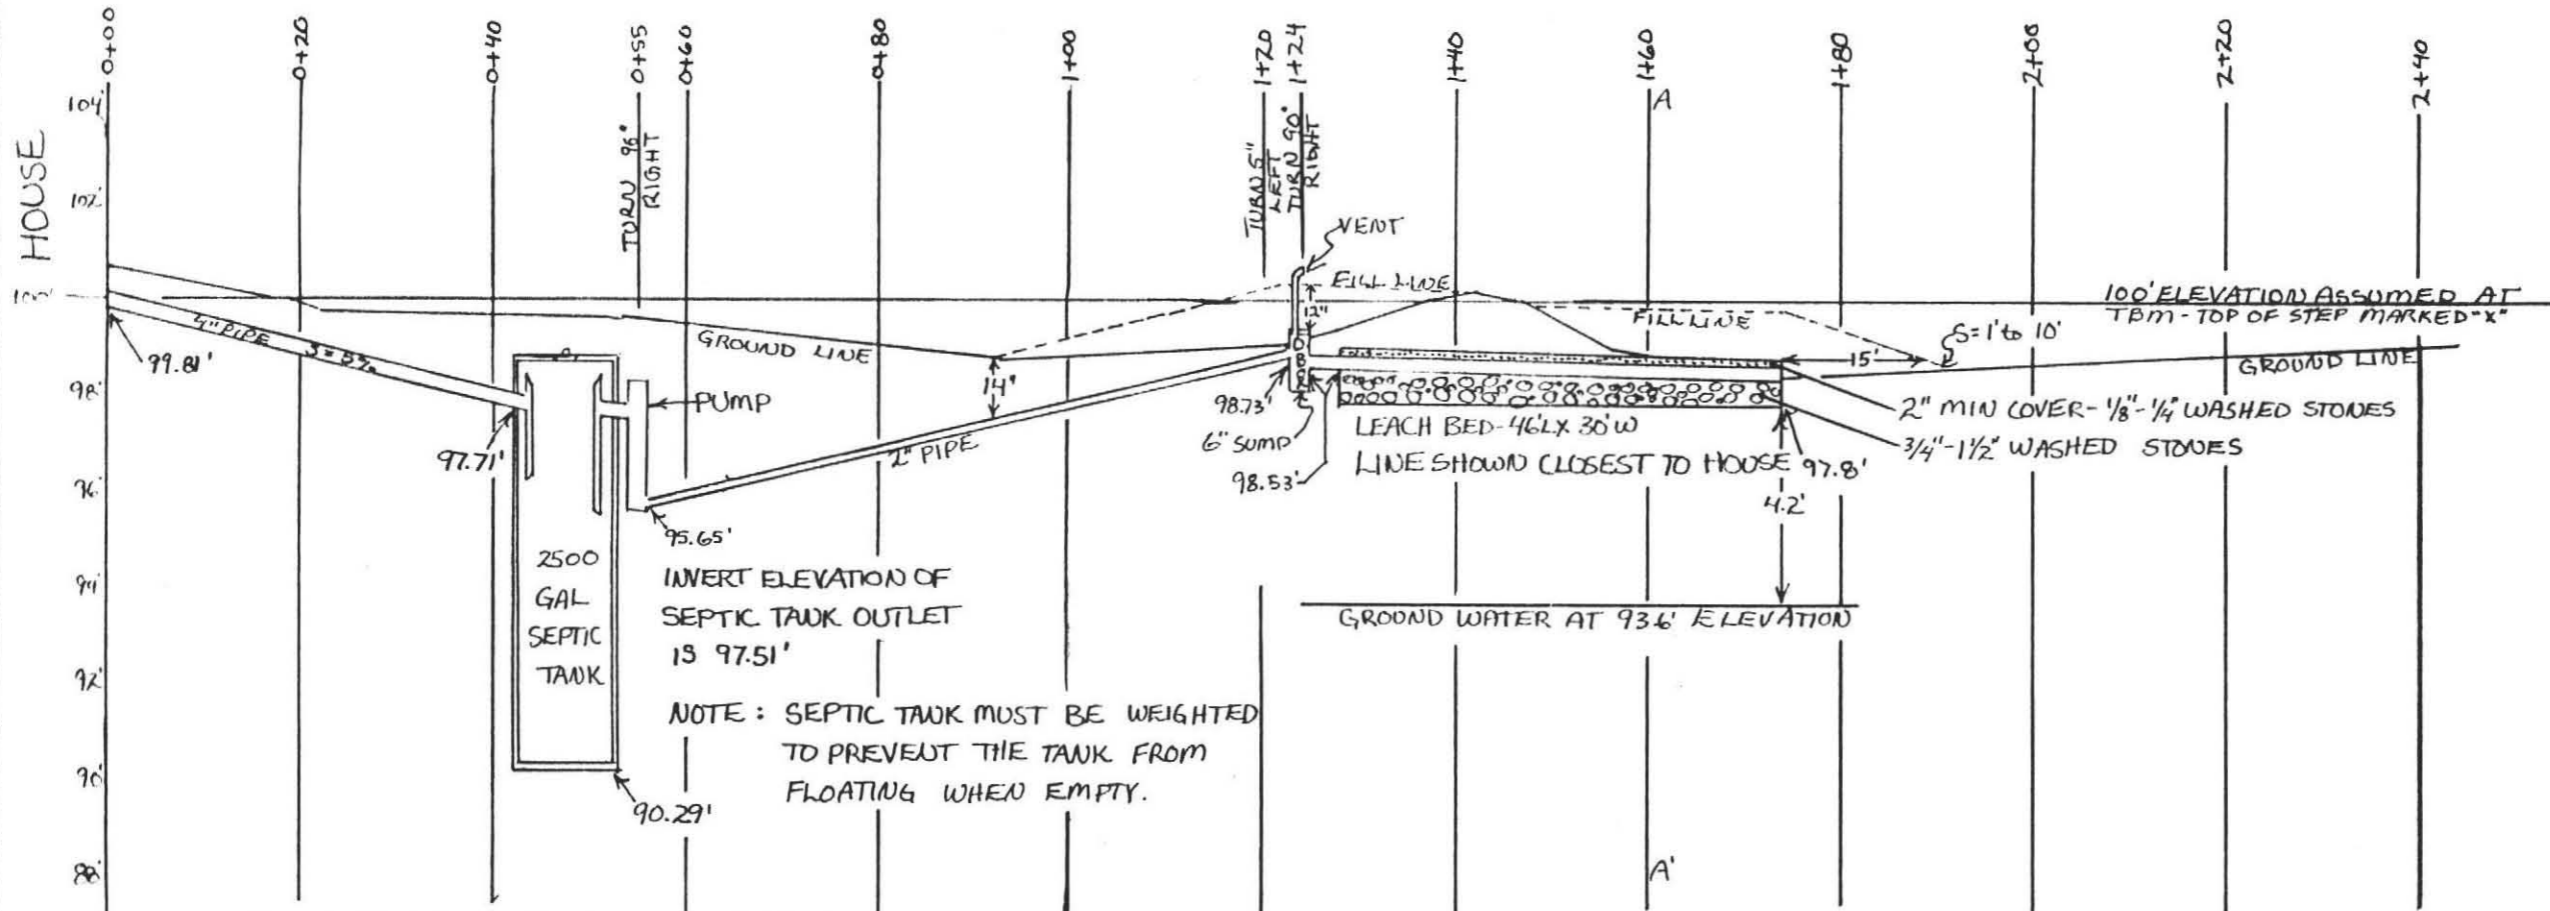 0+00
0+20
0+40
0+55
0+60
0+80
1+00
1+20
1+24
1+40
1+60
1+80
2+00
2+20
2+40
HOUSE
104'
102'
100'
98'
96'
94'
92'
90'
88'
TURN 96°
RIGHT
TURN 5"
LEFT
TURN 90°
RIGHT
A
VENT
FILL LINE
12"
100' ELEVATION ASSUMED AT
TBM - TOP OF STEP MARKED "X"
4" PIPE S = 5%
99.81'
GROUND LINE
14'
D
BOX
FILL LINE
S=1' to 10'
15'
GROUND LINE
PUMP
97.71'
2" PIPE
98.73'
6" SUMP
98.53'
LEACH BED - 46'L X 30'W
LINE SHOWN CLOSEST TO HOUSE
97.8'
2" MIN COVER - 1/8" - 1/4" WASHED STONES
3/4" - 1 1/2" WASHED STONES
4.2'
95.65'
2500
GAL
SEPTIC
TANK
INVERT ELEVATION OF
SEPTIC TANK OUTLET
IS 97.51'
GROUND WATER AT 93.6' ELEVATION
NOTE: SEPTIC TANK MUST BE WEIGHTED
TO PREVENT THE TANK FROM
FLOATING WHEN EMPTY.
90.29'
A'